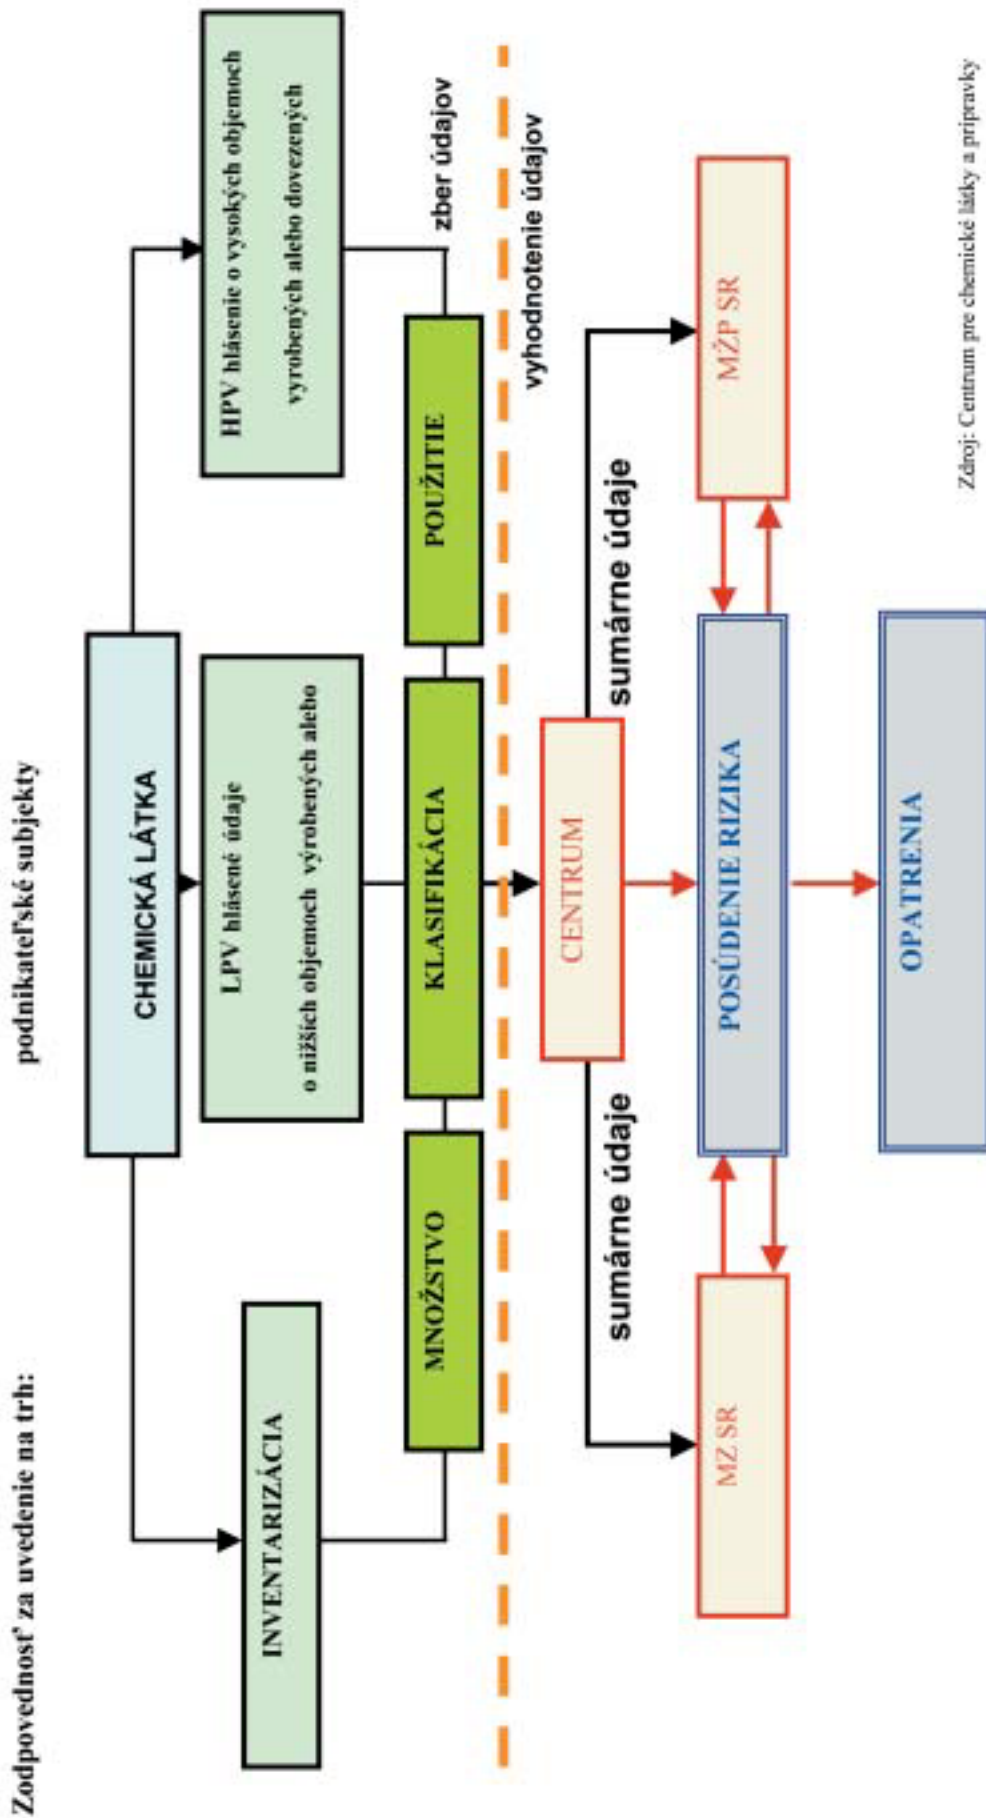 Zodpovednosť za uvedenie na trh:
podnikateľské subjekty
CHEMICKÁ LÁTKA
INVENTARIZÁCIA
LPV hlásené údaje
o nižších objemoch výrobených alebo
HPV hlásenie o vysokých objemoch
vyrobených alebo dovezených
MNOŽSTVO
KLASIFIKÁCIA
POUŽITIE
zber údajov
vyhodnotenie údajov
CENTRUM
sumárne údaje
sumárne údaje
MZ SR
POSÚDENIE RIZIKA
MŽP SR
OPATRENIA
Zdroj: Centrum pre chemické látky a prípravky